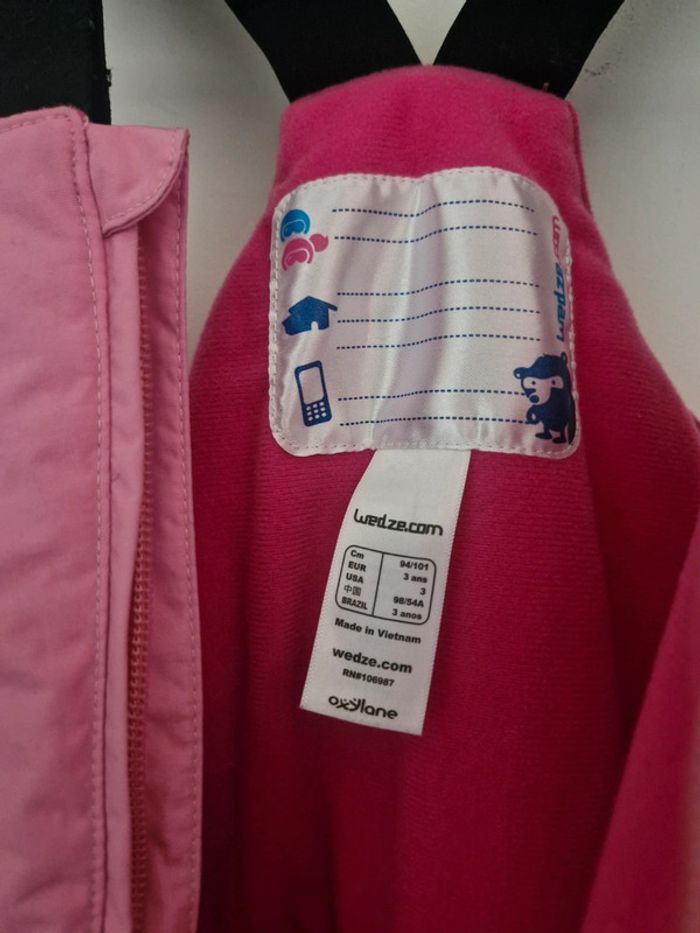 wedze.com
Cm 94/101
EUR 3 ans
USA 3
中国 98/54A
BRAZIL 3 anos
Made in Vietnam
wedze.com
RN#106987
oxylane